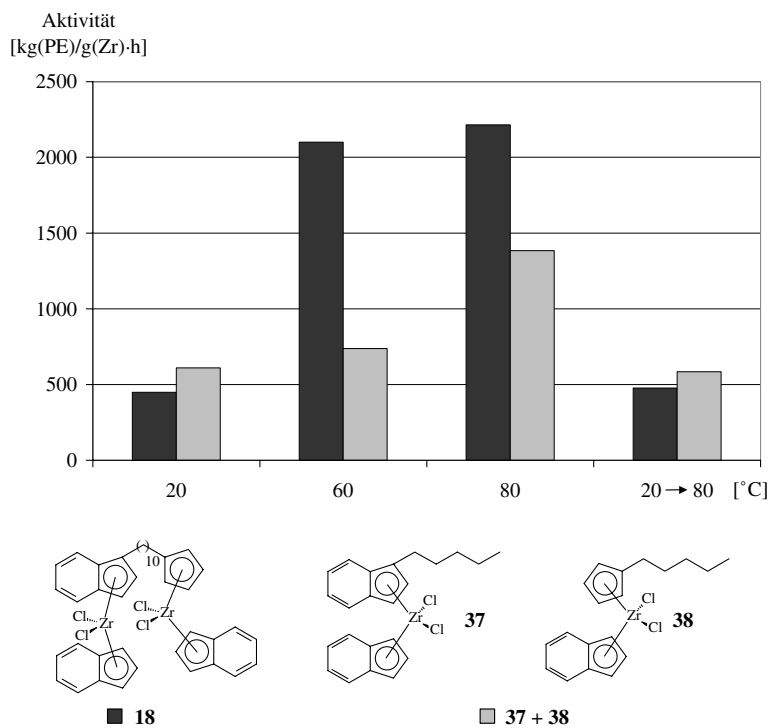 Aktivität
[kg(PE)/g(Zr)·h]
2500
2000
1500
1000
500
0
20 60 80 20 → 80 [˚C]
( )
10
Cl
Cl
Zr
Cl
Cl
Zr
Zr
Cl
Cl
37
Zr
Cl
Cl
38
18
37 + 38